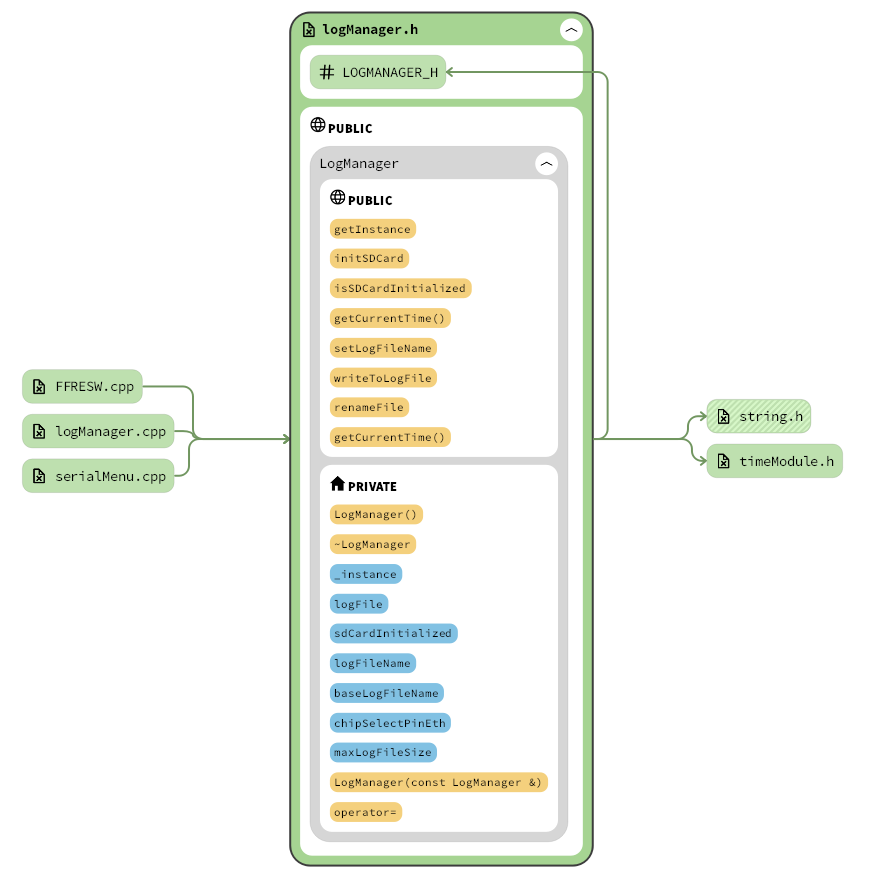 logManager.h
# LOGMANAGER_H
PUBLIC
LogManager
PUBLIC
getInstance
initSDCard
isSDCardInitialized
getCurrentTime()
setLogFileName
writeToLogFile
renameFile
getCurrentTime()
PRIVATE
LogManager()
~LogManager
_instance
logFile
sdCardInitialized
logFileName
baseLogFileName
chipSelectPinEth
maxLogFileSize
LogManager(const LogManager &)
operator=
FFRESW.cpp
logManager.cpp
serialMenu.cpp
string.h
timeModule.h